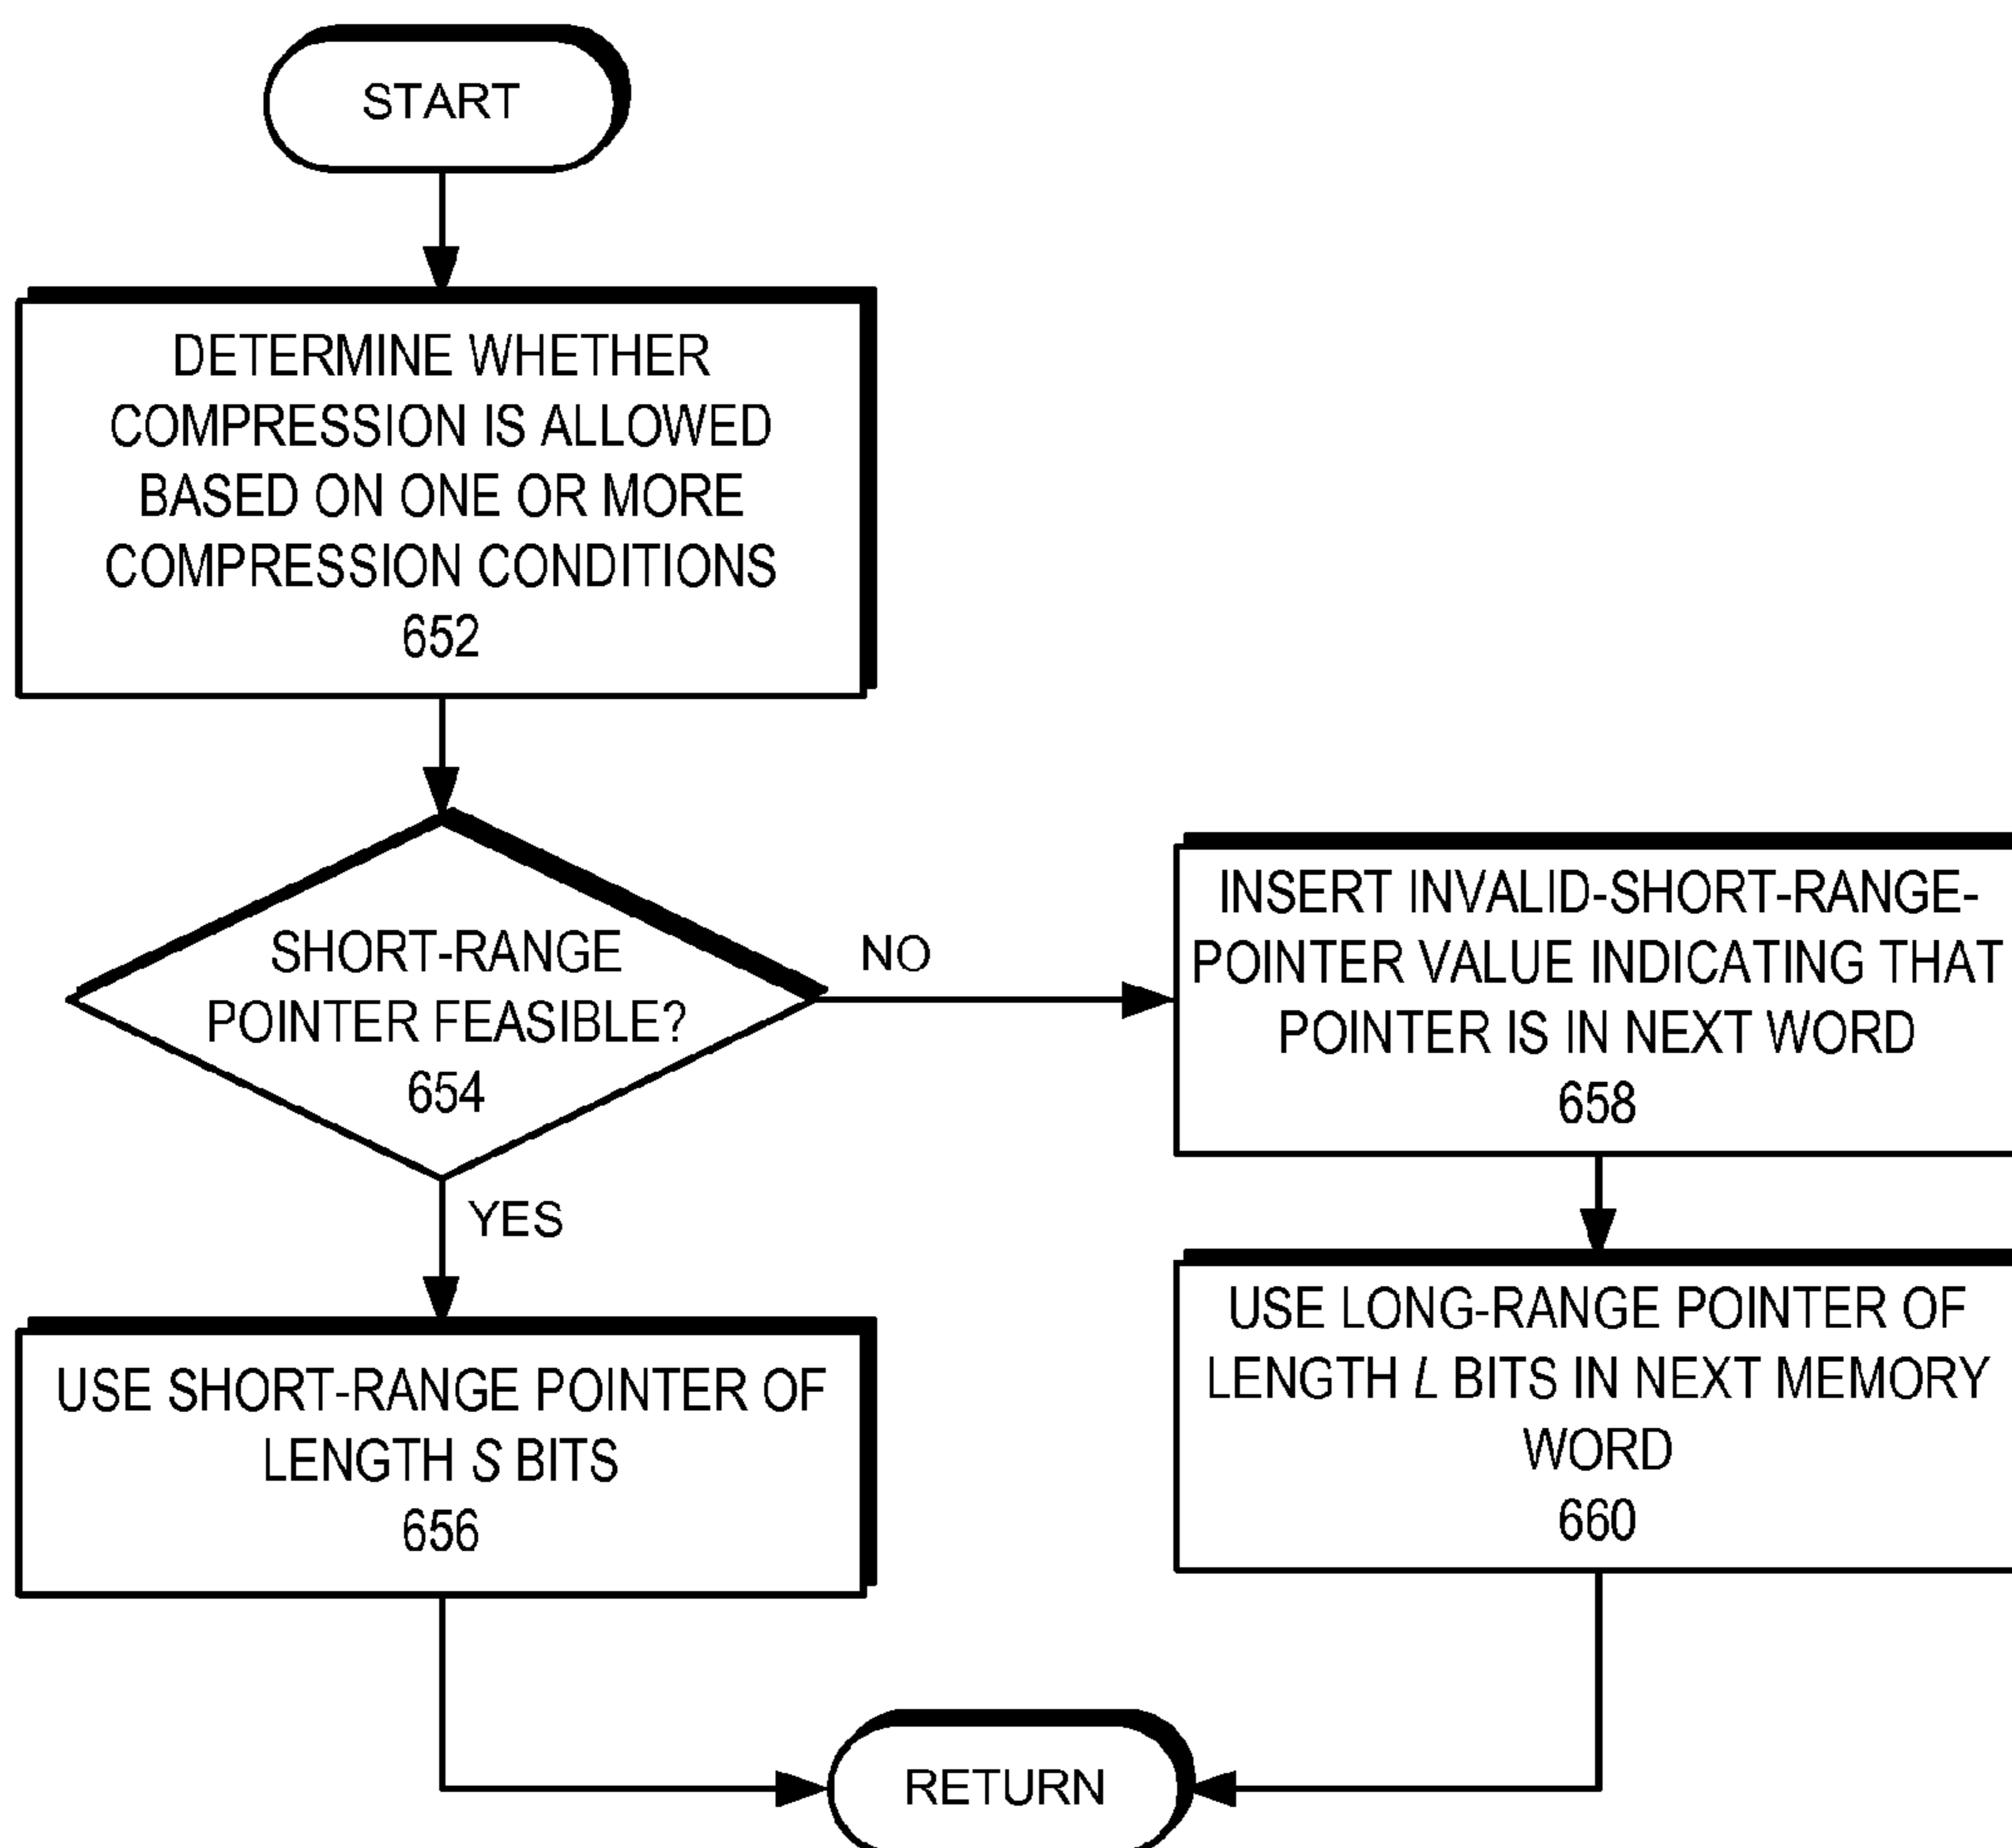 START
DETERMINE WHETHER
COMPRESSION IS ALLOWED
BASED ON ONE OR MORE
COMPRESSION CONDITIONS
652
SHORT-RANGE
POINTER FEASIBLE?
654
NO
YES
INSERT INVALID-SHORT-RANGE-
POINTER VALUE INDICATING THAT
POINTER IS IN NEXT WORD
658
USE SHORT-RANGE POINTER OF
LENGTH S BITS
656
USE LONG-RANGE POINTER OF
LENGTH L BITS IN NEXT MEMORY
WORD
660
RETURN